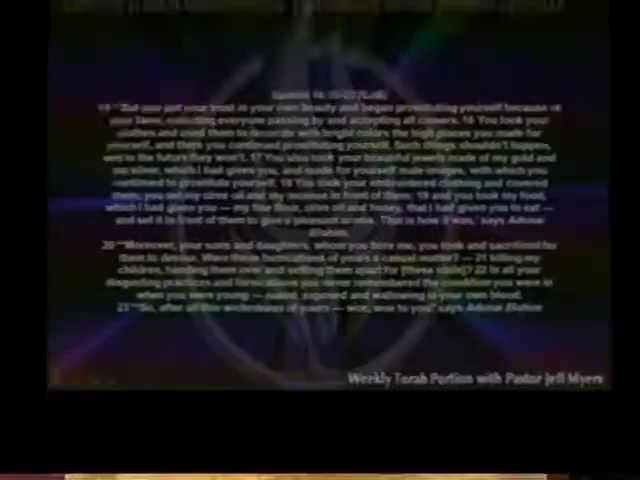 15 "But you put your trust in your own beauty and began prostituting yourself because of
your fame, soliciting everyone passing by and accepting all comers. 16 You took your
clothes and used them to decorate with bright colors the high places you made for
yourself, and there you continued prostituting yourself. Such things shouldn't happen,
and in the future they won't. 17 You also took your beautiful jewels made of my gold and
my silver, which I had given you, and made for yourself male images, with which you
continued to prostitute yourself. 18 You took your embroidered clothing and covered
them, you set my olive oil and my incense in front of them, 19 and you took my food,
which I had given you — my fine flour, olive oil and honey, that I had given you to eat —
and set it in front of them to give a pleasant aroma. That is how it was,' says Adonai
Elohim.
20 "'Moreover, your sons and daughters, whom you bore me, you took and sacrificed for
them to devour. Were these fornications of yours a casual matter? — 21 killing my
children, handing them over and setting them apart for [these idols]? 22 In all your
disgusting practices and fornications you never remembered the condition you were in
when you were young — naked, exposed and wallowing in your own blood.
23 "'So, after all this wickedness of yours — woe, woe to you!' says Adonai Elohim
Weekly Torah Portion with Pastor Jeff Myers